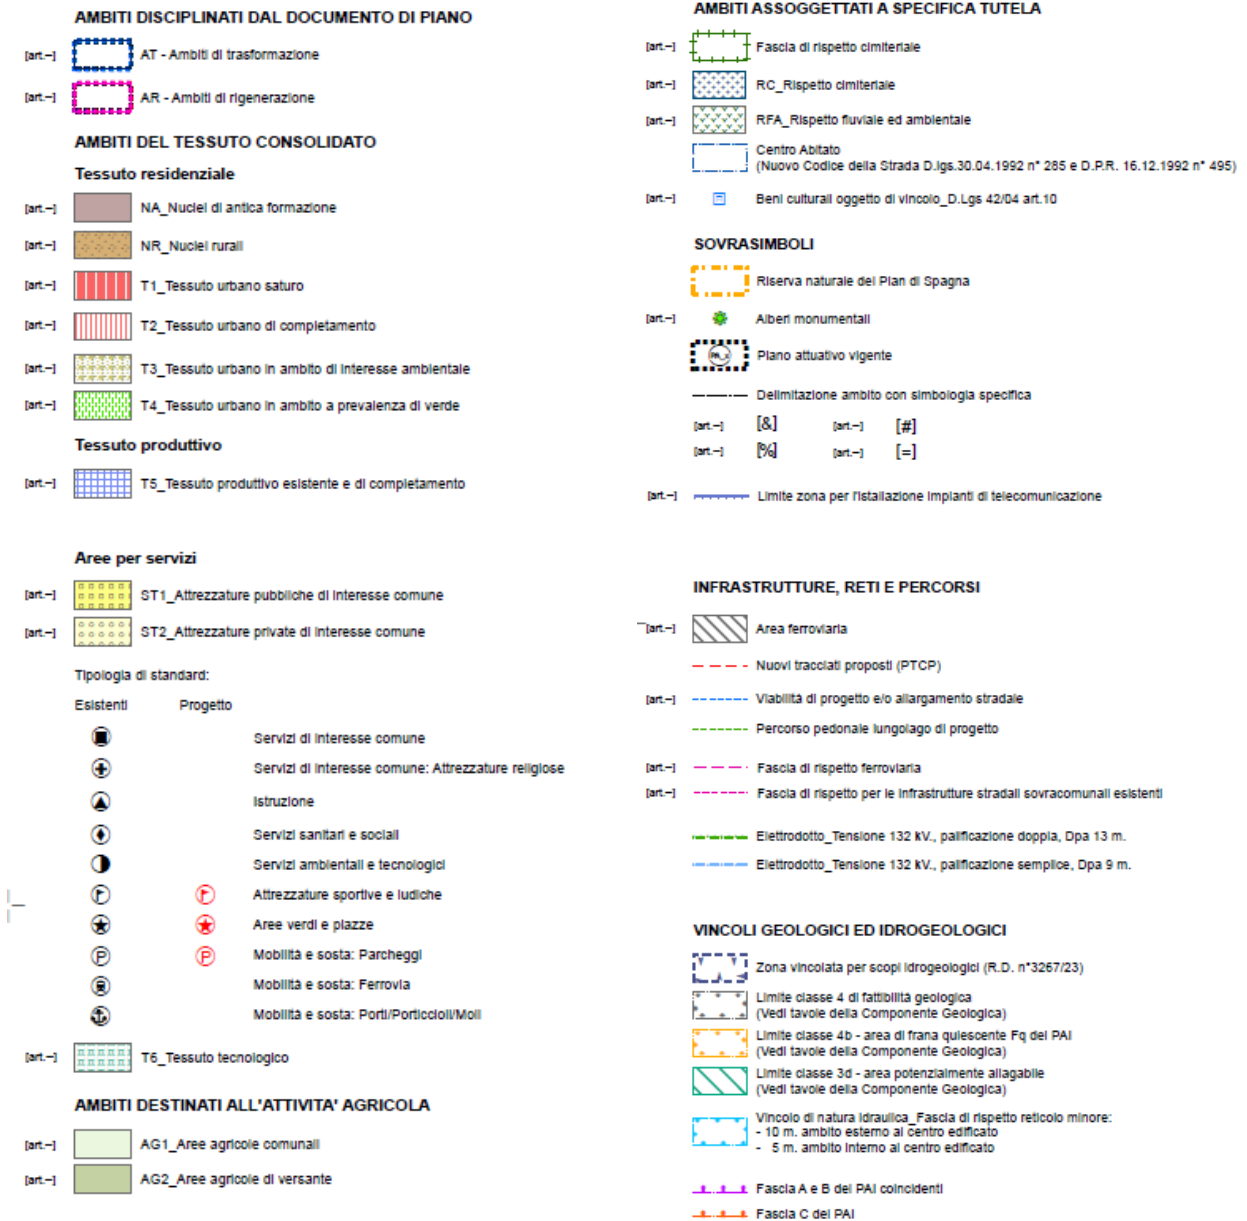 AMBITI DISCIPLINATI DAL DOCUMENTO DI PIANO
[art.--] AT - Ambiti di trasformazione
[art.--] AR - Ambiti di rigenerazione
AMBITI DEL TESSUTO CONSOLIDATO
Tessuto residenziale
[art.--] NA_Nuclei di antica formazione
[art.--] NR_Nuclei rurali
[art.--] T1_Tessuto urbano saturo
[art.--] T2_Tessuto urbano di completamento
[art.--] T3_Tessuto urbano in ambito di interesse ambientale
[art.--] T4_Tessuto urbano in ambito a prevalenza di verde
Tessuto produttivo
[art.--] T5_Tessuto produttivo esistente e di completamento
Aree per servizi
[art.--] ST1_Attrezzature pubbliche di interesse comune
[art.--] ST2_Attrezzature private di interesse comune
Tipologia di standard:
Esistenti Progetto
Servizi di interesse comune
Servizi di interesse comune: Attrezzature religiose
Istruzione
Servizi sanitari e sociali
Servizi ambientali e tecnologici
Attrezzature sportive e ludiche
Aree verdi e piazze
P P Mobilità e sosta: Parcheggi
Mobilità e sosta: Ferrovia
Mobilità e sosta: Porti/Porticcioli/Moli
[art.--] T6_Tessuto tecnologico
AMBITI DESTINATI ALL'ATTIVITA' AGRICOLA
[art.--] AG1_Aree agricole comunali
[art.--] AG2_Aree agricole di versante
AMBITI ASSOGGETTATI A SPECIFICA TUTELA
[art.--] Fascia di rispetto cimiteriale
[art.--] RC_Rispetto cimiteriale
[art.--] RFA_Rispetto fluviale ed ambientale
Centro Abitato
(Nuovo Codice della Strada D.lgs.30.04.1992 n° 285 e D.P.R. 16.12.1992 n° 495)
[art.--] Beni culturali oggetto di vincolo_D.Lgs 42/04 art.10
SOVRASIMBOLI
Riserva naturale del Pian di Spagna
[art.--] Alberi monumentali
PA_X Piano attuativo vigente
Delimitazione ambito con simbologia specifica
[art.--] [&] [art.--] [#]
[art.--] [%] [art.--] [=]
[art.--] Limite zona per l'istallazione impianti di telecomunicazione
INFRASTRUTTURE, RETI E PERCORSI
[art.--] Area ferroviaria
Nuovi tracciati proposti (PTCP)
[art.--] Viabilità di progetto e/o allargamento stradale
Percorso pedonale lungolago di progetto
[art.--] Fascia di rispetto ferroviaria
[art.--] Fascia di rispetto per le infrastrutture stradali sovracomunali esistenti
Elettrodotto_Tensione 132 kV., palificazione doppia, Dpa 13 m.
Elettrodotto_Tensione 132 kV., palificazione semplice, Dpa 9 m.
VINCOLI GEOLOGICI ED IDROGEOLOGICI
Zona vincolata per scopi idrogeologici (R.D. n°3267/23)
Limite classe 4 di fattibilità geologica
(Vedi tavole della Componente Geologica)
Limite classe 4b - area di frana quiescente Fq del PAI
(Vedi tavole della Componente Geologica)
Limite classe 3d - area potenzialmente allagabile
(Vedi tavole della Componente Geologica)
Vincolo di natura idraulica_Fascia di rispetto reticolo minore:
- 10 m. ambito esterno al centro edificato
- 5 m. ambito interno al centro edificato
Fascia A e B del PAI coincidenti
Fascia C del PAI